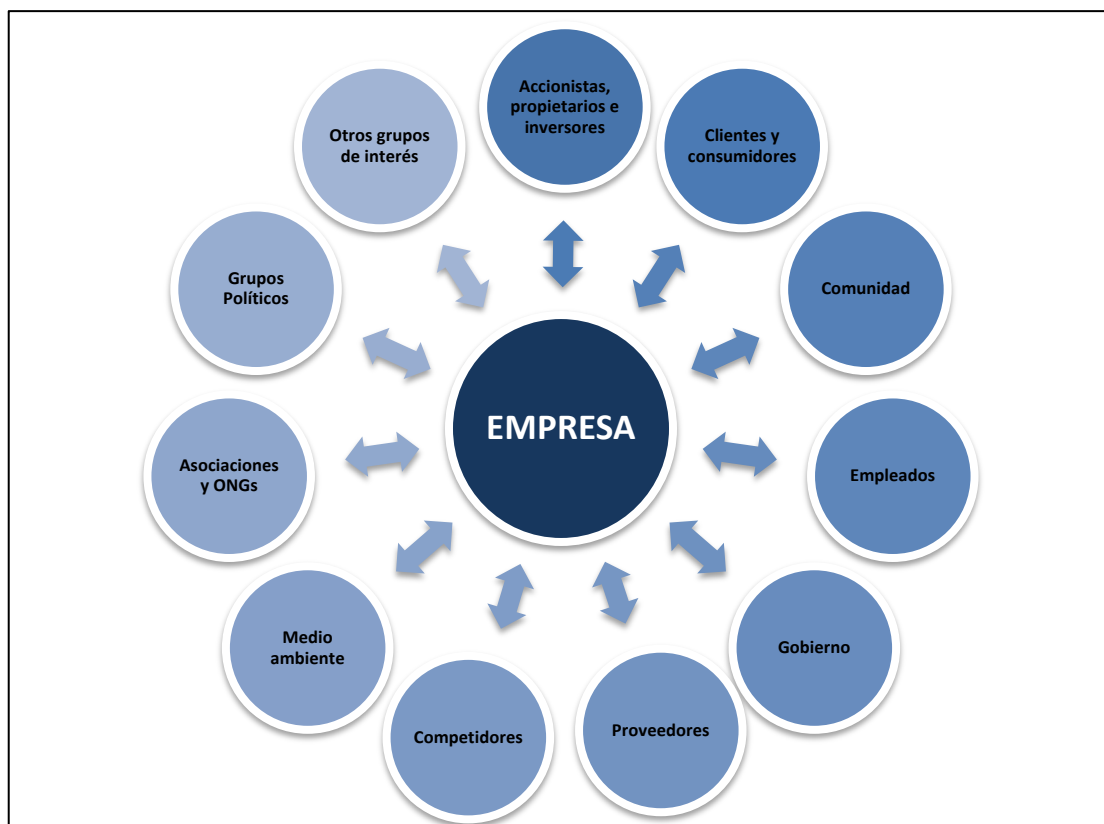 Accionistas,
propietarios e
inversores
Clientes y
consumidores
Comunidad
Empleados
Gobierno
Proveedores
Competidores
Medio
ambiente
Asociaciones
y ONGs
Grupos
Políticos
Otros grupos
de interés
EMPRESA